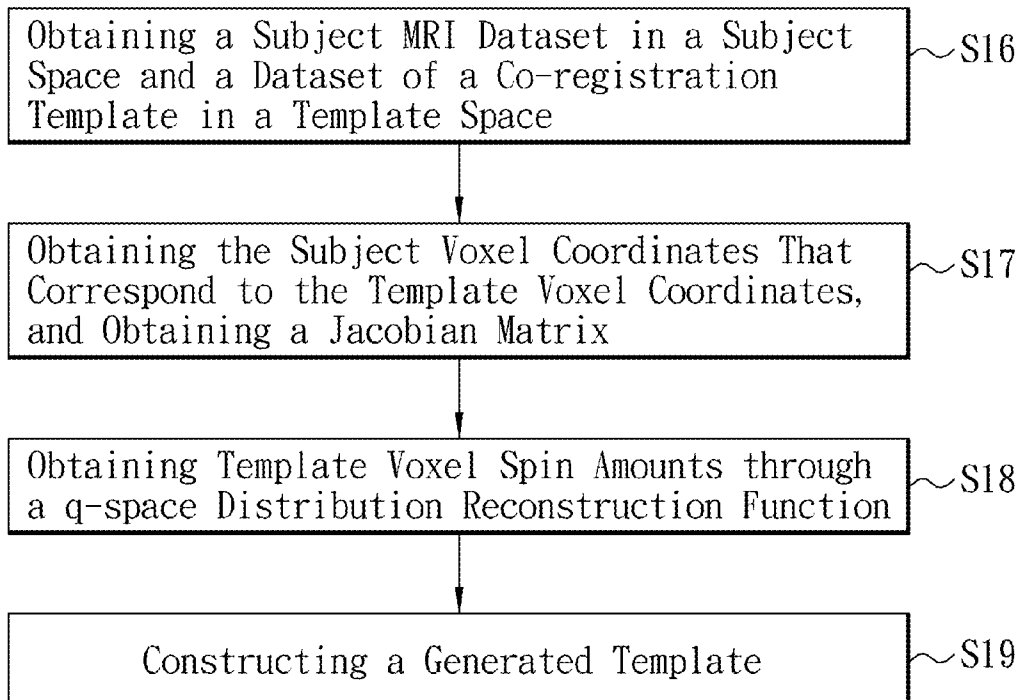 Obtaining a Subject MRI Dataset in a Subject
Space and a Dataset of a Co-registration
Template in a Template Space
S16
Obtaining the Subject Voxel Coordinates That
Correspond to the Template Voxel Coordinates,
and Obtaining a Jacobian Matrix
S17
Obtaining Template Voxel Spin Amounts through
a q-space Distribution Reconstruction Function
S18
Constructing a Generated Template
S19